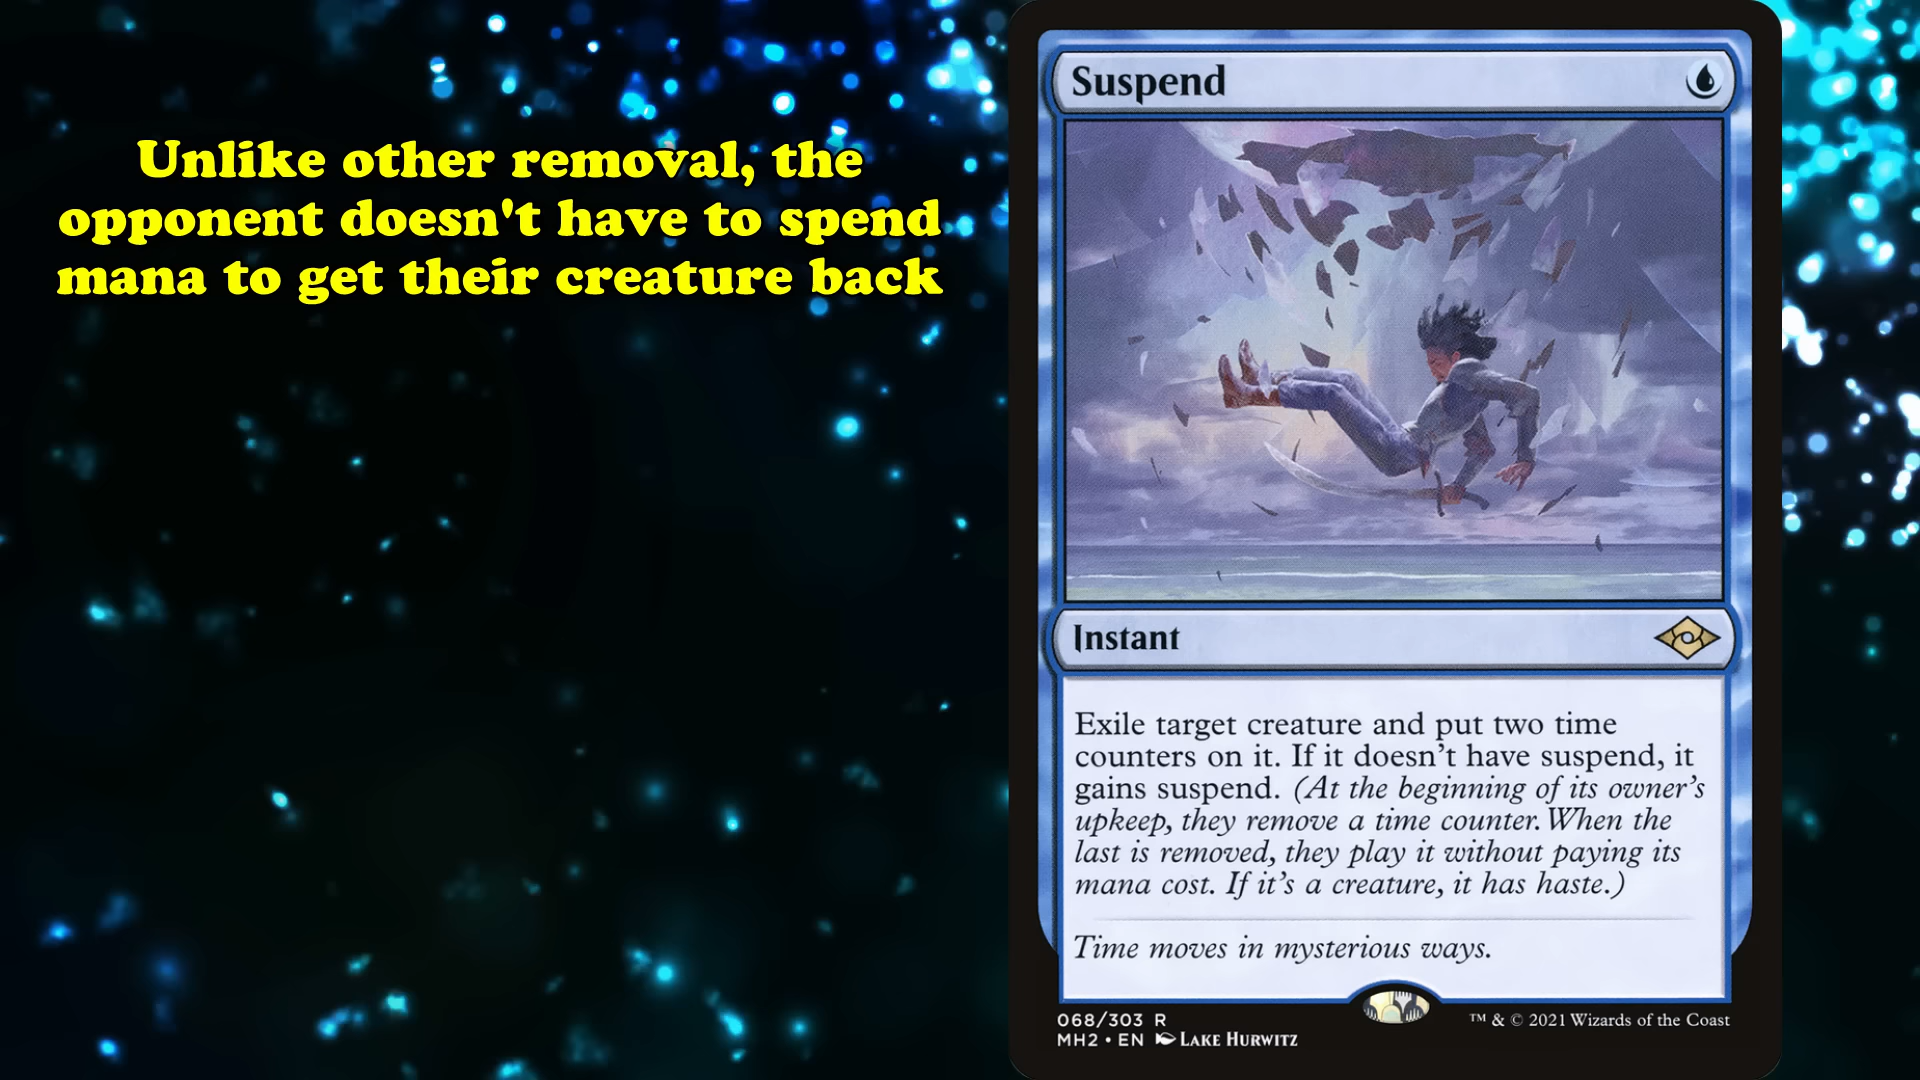 Unlike other removal, the
opponent doesn't have to spend
mana to get their creature back
Suspend
Instant
Exile target creature and put two time
counters on it. If it doesn’t have suspend, it
gains suspend. (At the beginning of its owner’s
upkeep, they remove a time counter. When the
last is removed, they play it without paying its
mana cost. If it’s a creature, it has haste.)
Time moves in mysterious ways.
068/303 R
MH2 • EN LAKE HURWITZ
™ & © 2021 Wizards of the Coast